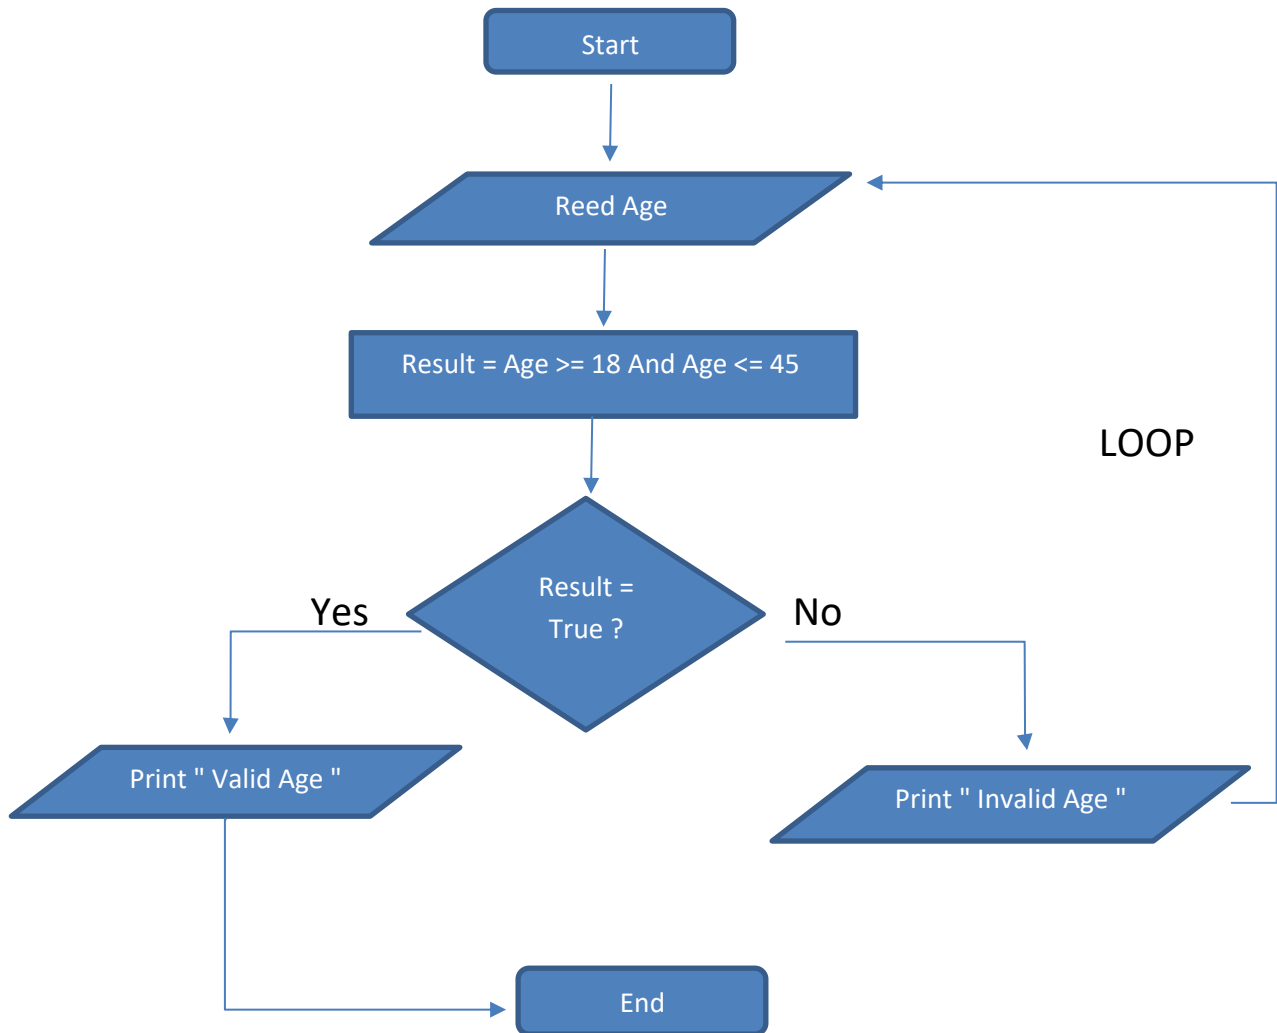 Start
Reed Age
Result = Age >= 18 And Age <= 45
LOOP
Result =
True ?
Yes
No
Print " Valid Age "
Print " Invalid Age "
End